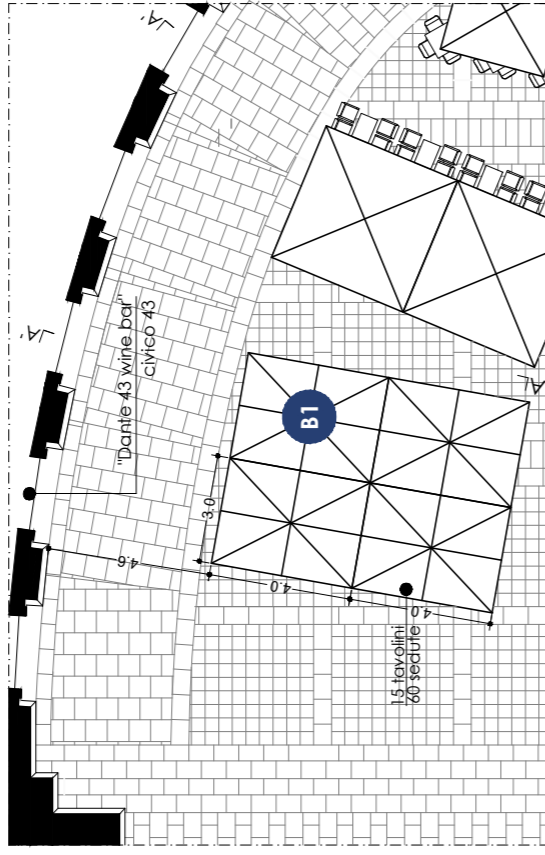 "Dante 43 wine bar"
civico 43
B1
3.0
4.6
4.0
4.0
15 tavolini
60 sedute